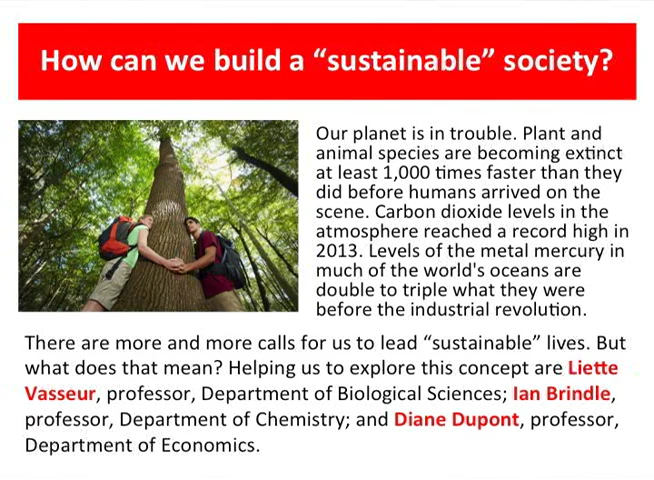 How can we build a “sustainable” society?
Our planet is in trouble. Plant and
animal species are becoming extinct
at least 1,000 times faster than they
did before humans arrived on the
scene. Carbon dioxide levels in the
atmosphere reached a record high in
2013. Levels of the metal mercury in
much of the world's oceans are
double to triple what they were
before the industrial revolution.
There are more and more calls for us to lead “sustainable” lives. But
what does that mean? Helping us to explore this concept are Liette
Vasseur, professor, Department of Biological Sciences; Ian Brindle,
professor, Department of Chemistry; and Diane Dupont, professor,
Department of Economics.